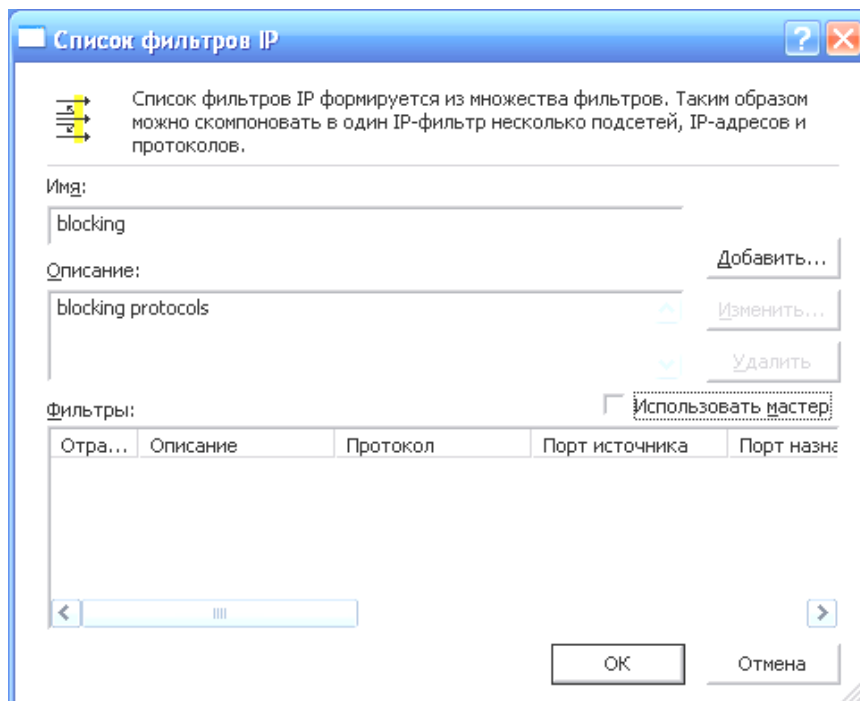 Список фильтров IP
Список фильтров IP формируется из множества фильтров. Таким образом
можно скомпоновать в один IP-фильтр несколько подсетей, IP-адресов и
протоколов.
Имя:
blocking
Добавить...
Описание:
blocking protocols
Изменить...
Удалить
Использовать мастер
Фильтры:
Отра... Описание Протокол Порт источника Порт назна
ОК Отмена